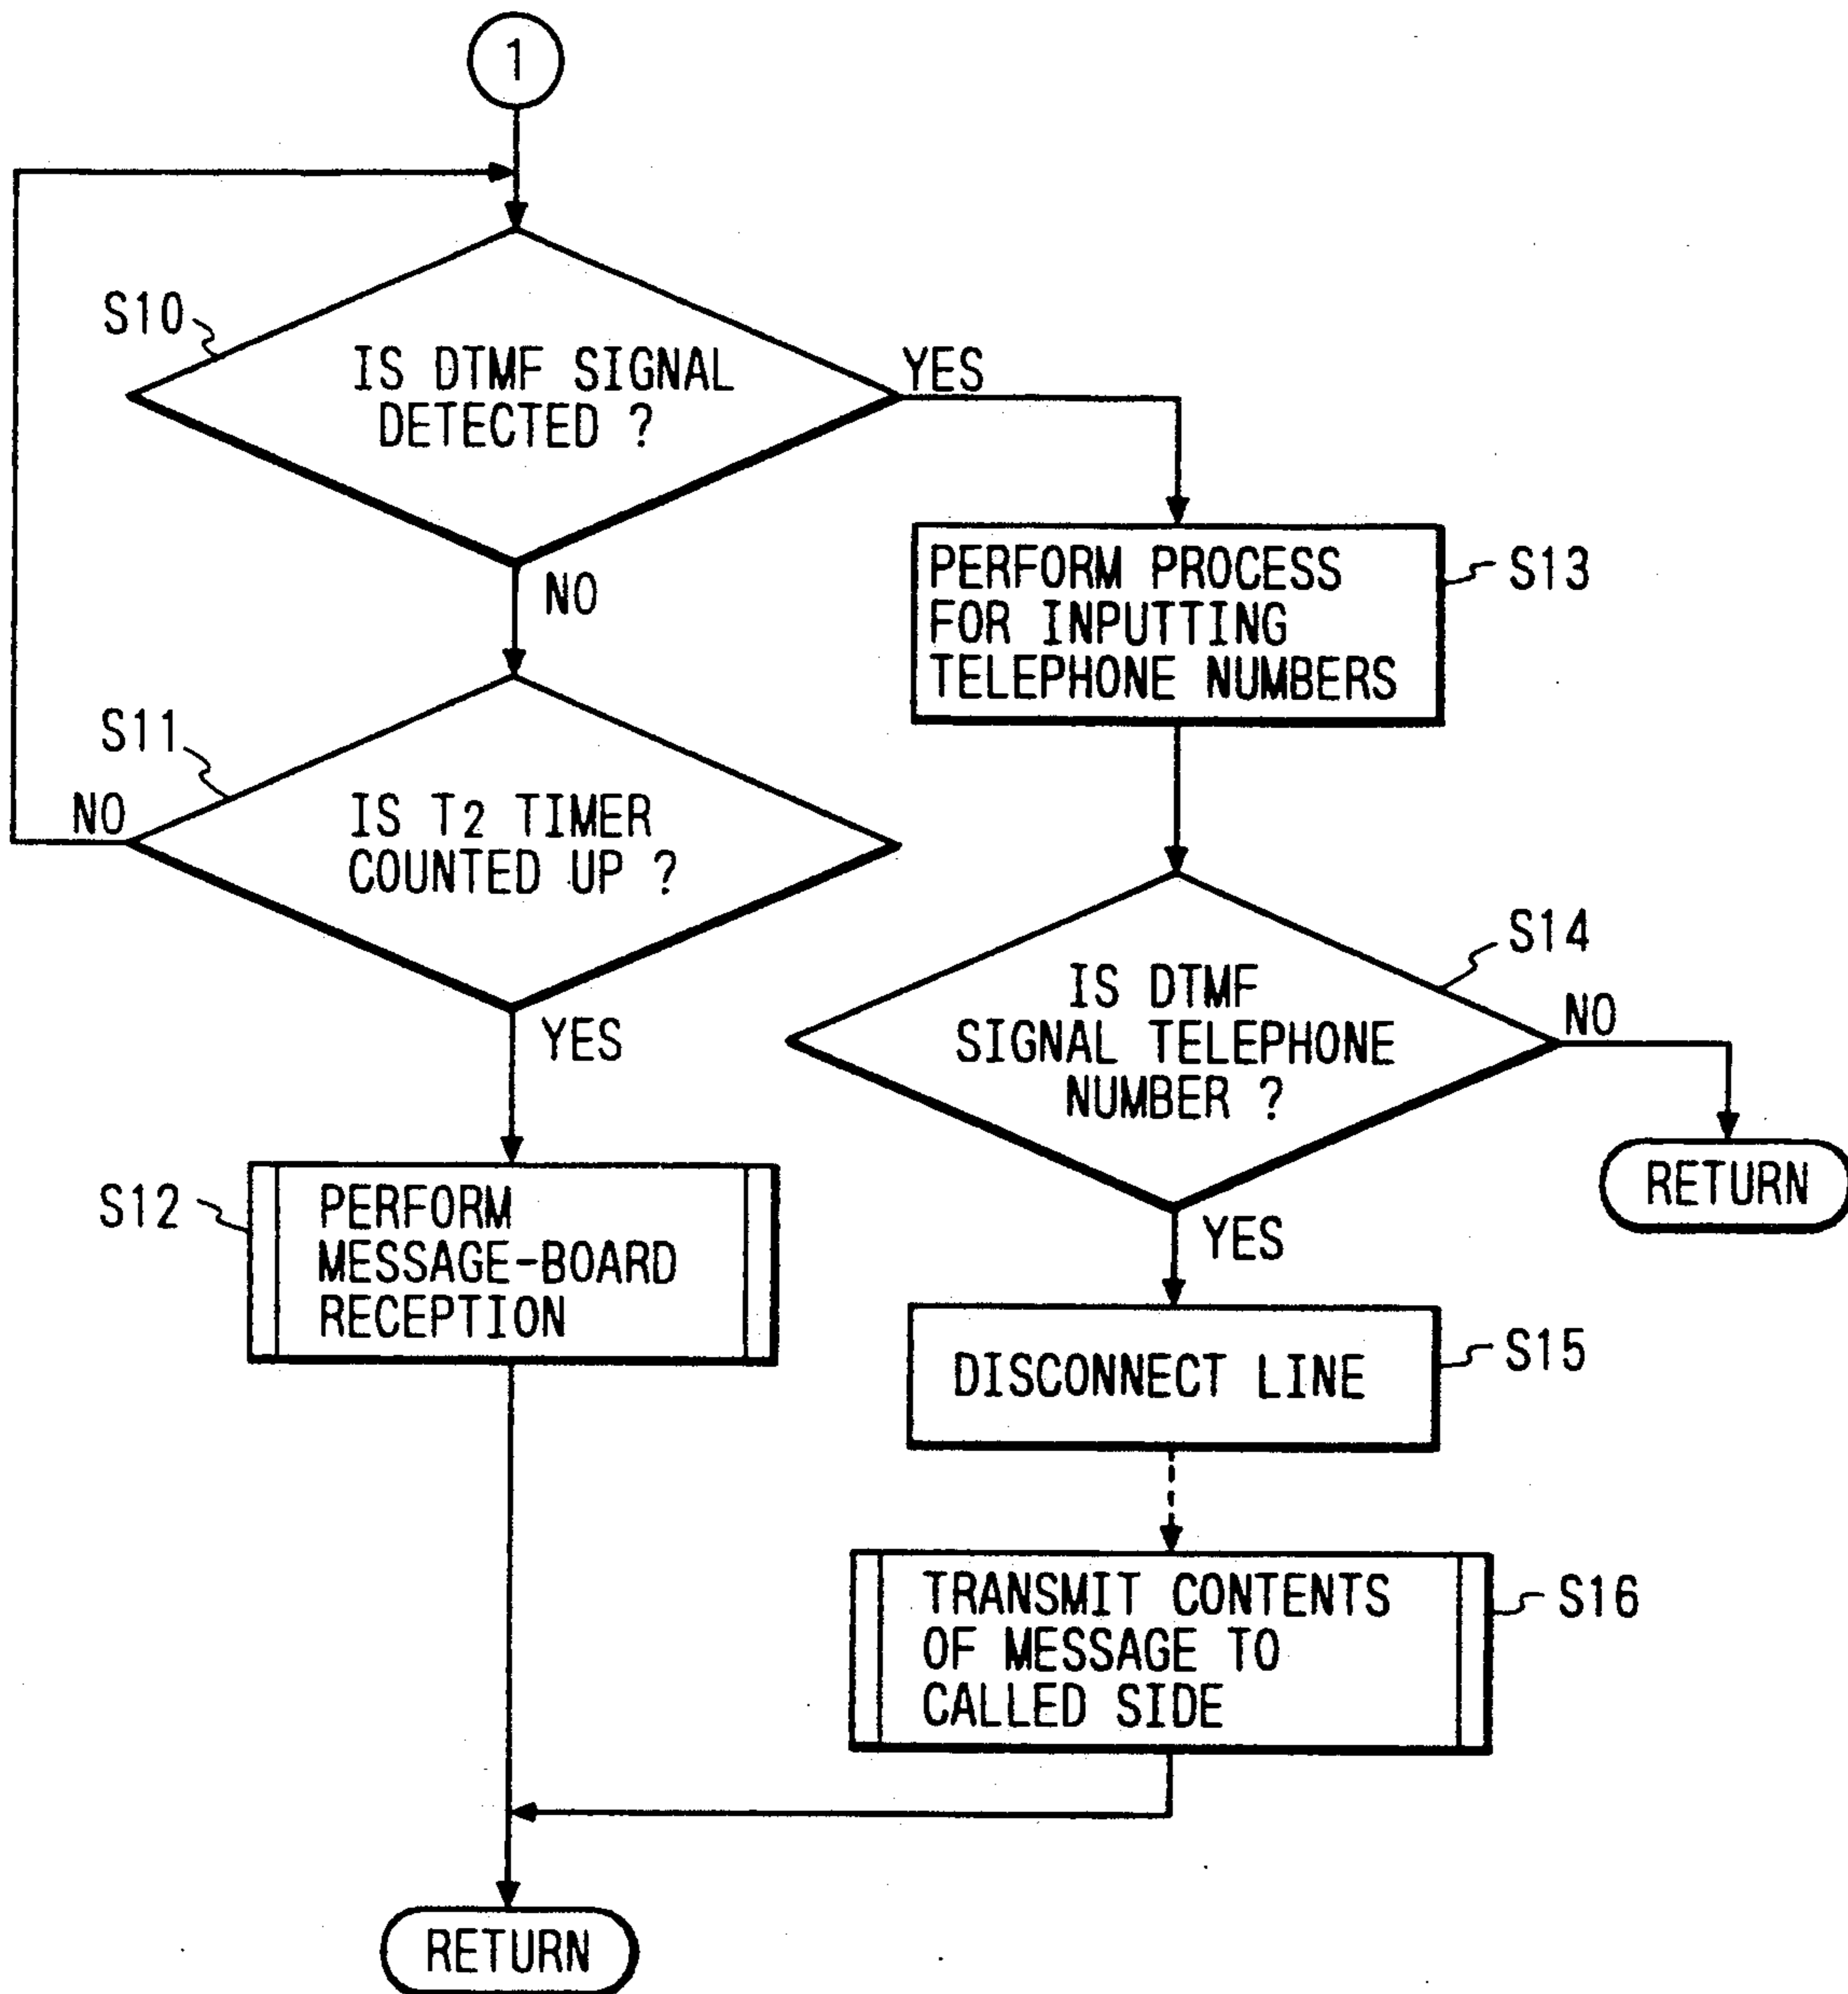 1
S10
IS DTMF SIGNAL
DETECTED ?
YES
NO
S11
IS T2 TIMER
COUNTED UP ?
NO
YES
S12
PERFORM
MESSAGE-BOARD
RECEPTION
S13
PERFORM PROCESS
FOR INPUTTING
TELEPHONE NUMBERS
S14
IS DTMF
SIGNAL TELEPHONE
NUMBER ?
NO
RETURN
YES
S15
DISCONNECT LINE
S16
TRANSMIT CONTENTS
OF MESSAGE TO
CALLED SIDE
RETURN